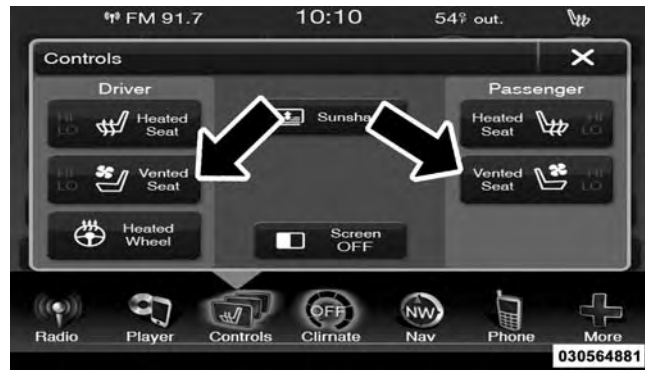 FM 91.7 10:10 54° out.
Controls
X
Driver
Passenger
HI
LO
Heated
Seat
Sunsha
Heated
Seat
HI
LO
HI
LO
Vented
Seat
Vented
Seat
HI
LO
Heated
Wheel
Screen
OFF
OFF
NW
Radio Player Controls Climate Nav Phone More
030564881